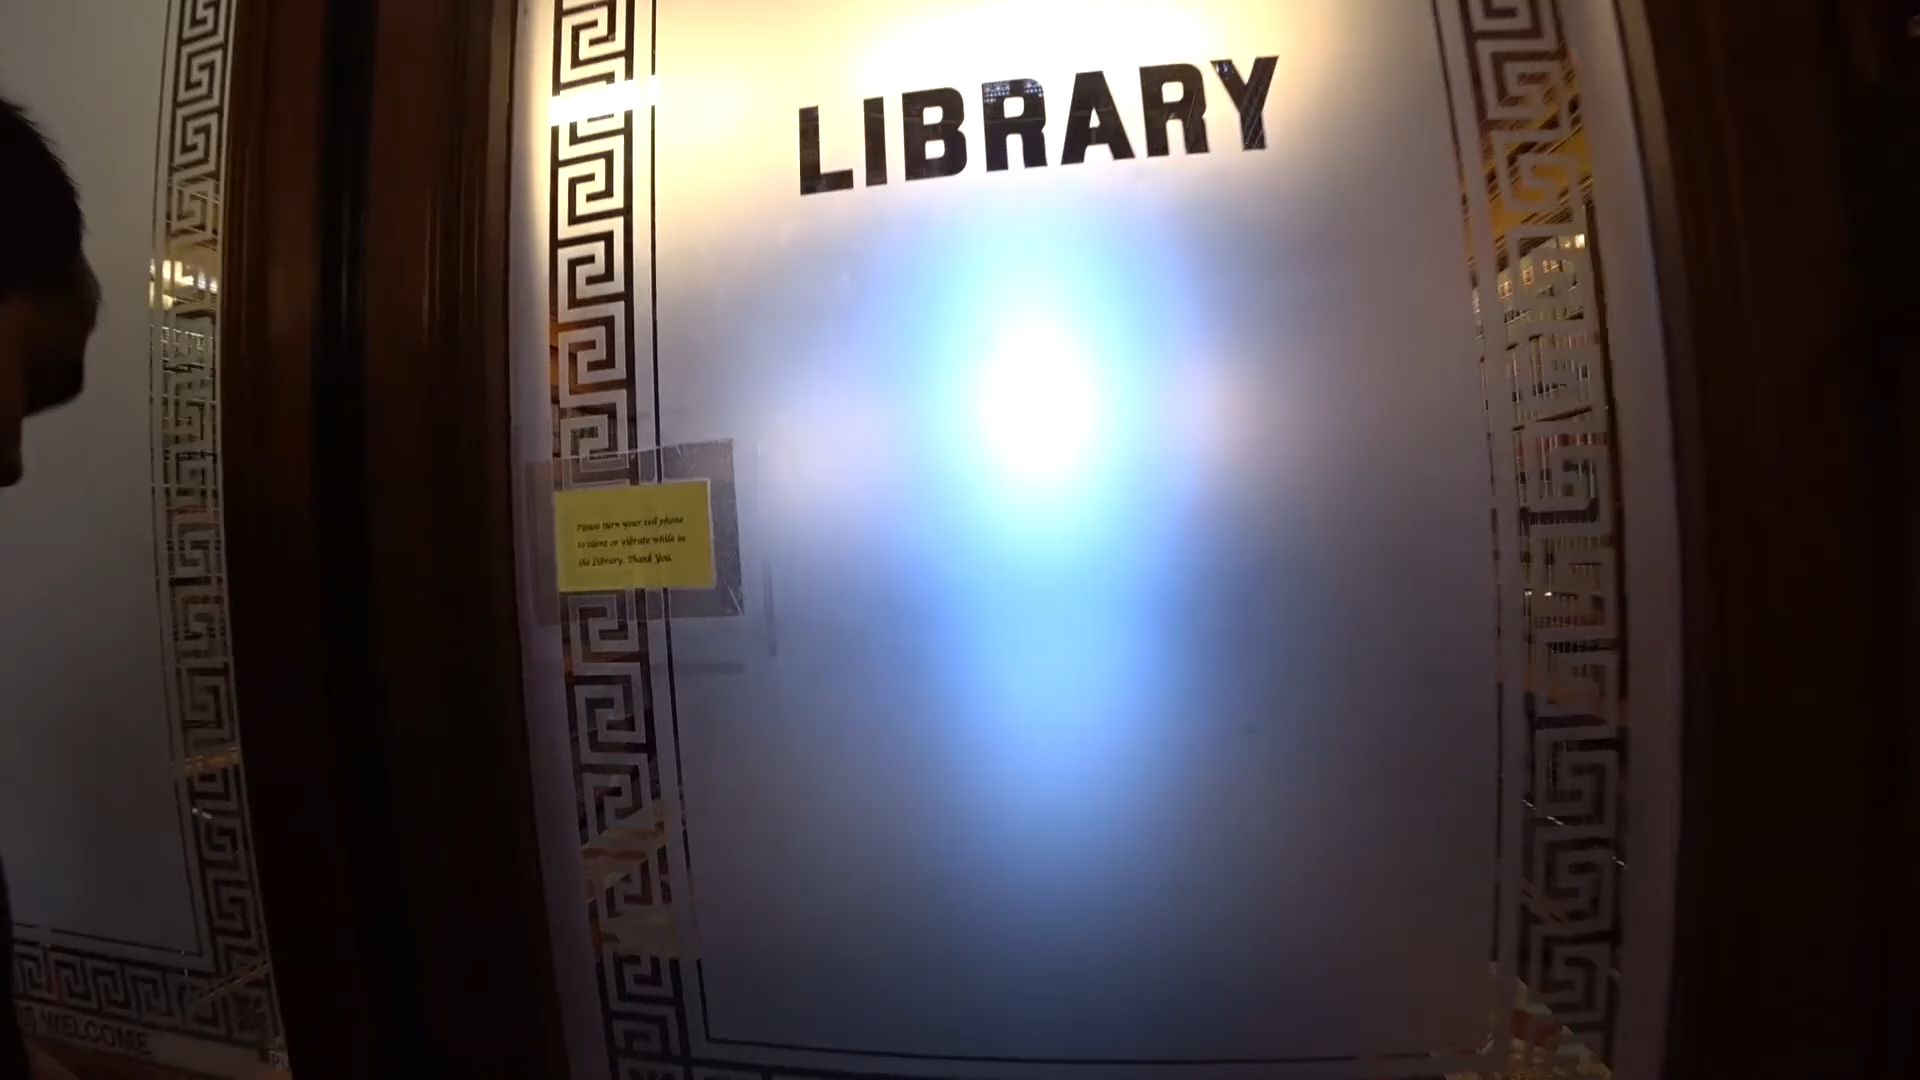 LIBRARY
Please turn your cell phone
to silent or vibrate while in
the Library. Thank You.
WELCOME